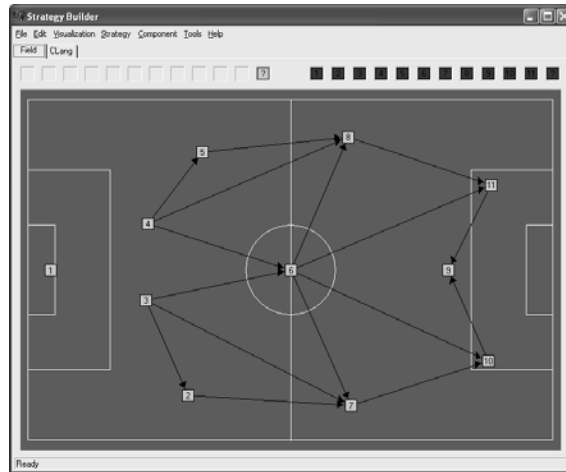 Strategy Builder
File Edit Visualization Strategy Component Tools Help
Field CLang
? 1 2 3 4 5 6 7 8 9 10 11 ?
8
5
11
4
1 6 9
3
10
2
7
Ready